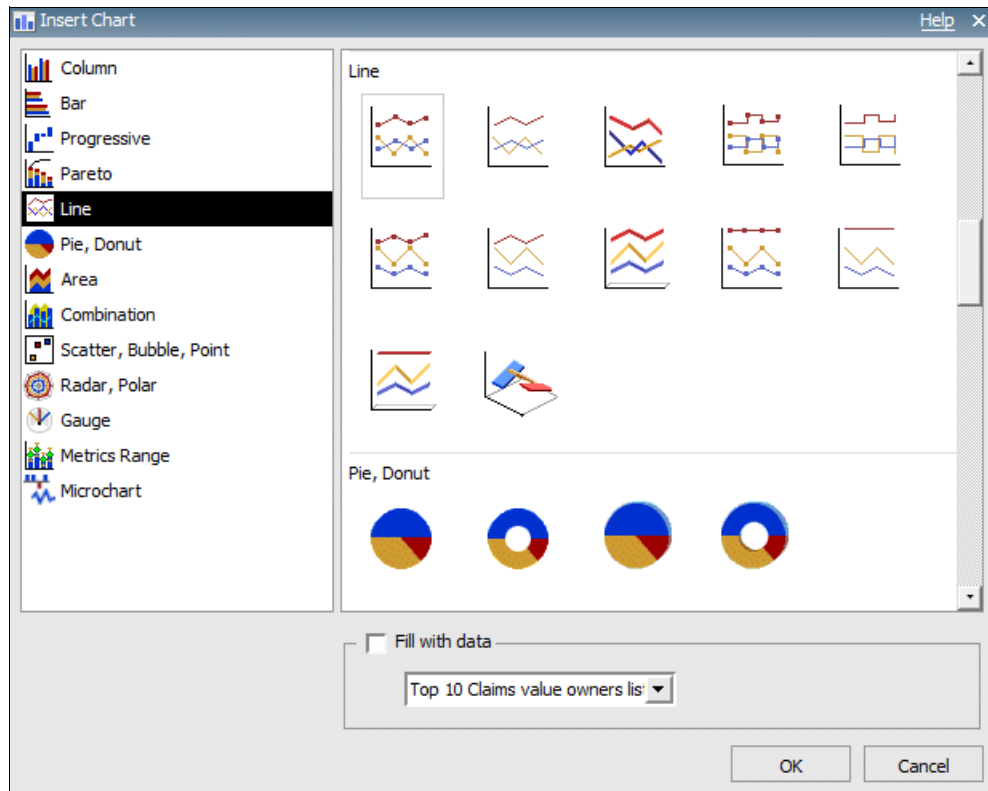 Insert Chart
Help
Column
Bar
Progressive
Pareto
Line
Pie, Donut
Area
Combination
Scatter, Bubble, Point
Radar, Polar
Gauge
Metrics Range
Microchart
Line
Pie, Donut
Fill with data
Top 10 Claims value owners lis
OK
Cancel